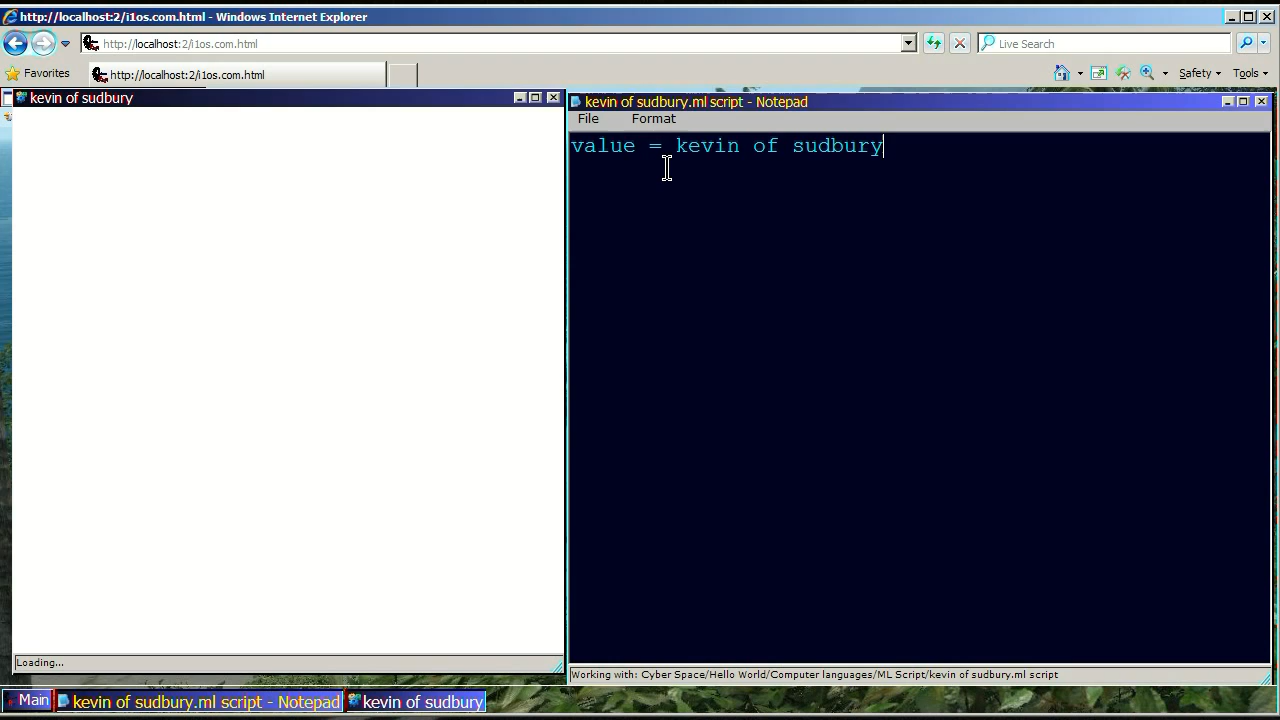 http://localhost:2/i1os.com.html - Windows Internet Explorer
http://localhost:2/i1os.com.html
Live Search
Favorites
http://localhost:2/i1os.com.html
Safety
Tools
kevin of sudbury
kevin of sudbury.ml script - Notepad
File Format
value = kevin of sudbury
Loading...
Working with: Cyber Space/Hello World/Computer languages/ML Script/kevin of sudbury.ml script
Main
kevin of sudbury.ml script - Notepad
kevin of sudbury